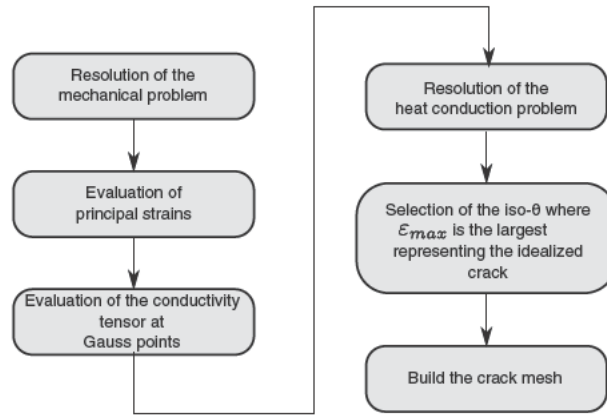 Resolution of the
mechanical problem
Evaluation of
principal strains
Evaluation of the conductivity
tensor at
Gauss points
Resolution of the
heat conduction problem
Selection of the iso-θ where
εmax is the largest
representing the idealized
crack
Build the crack mesh